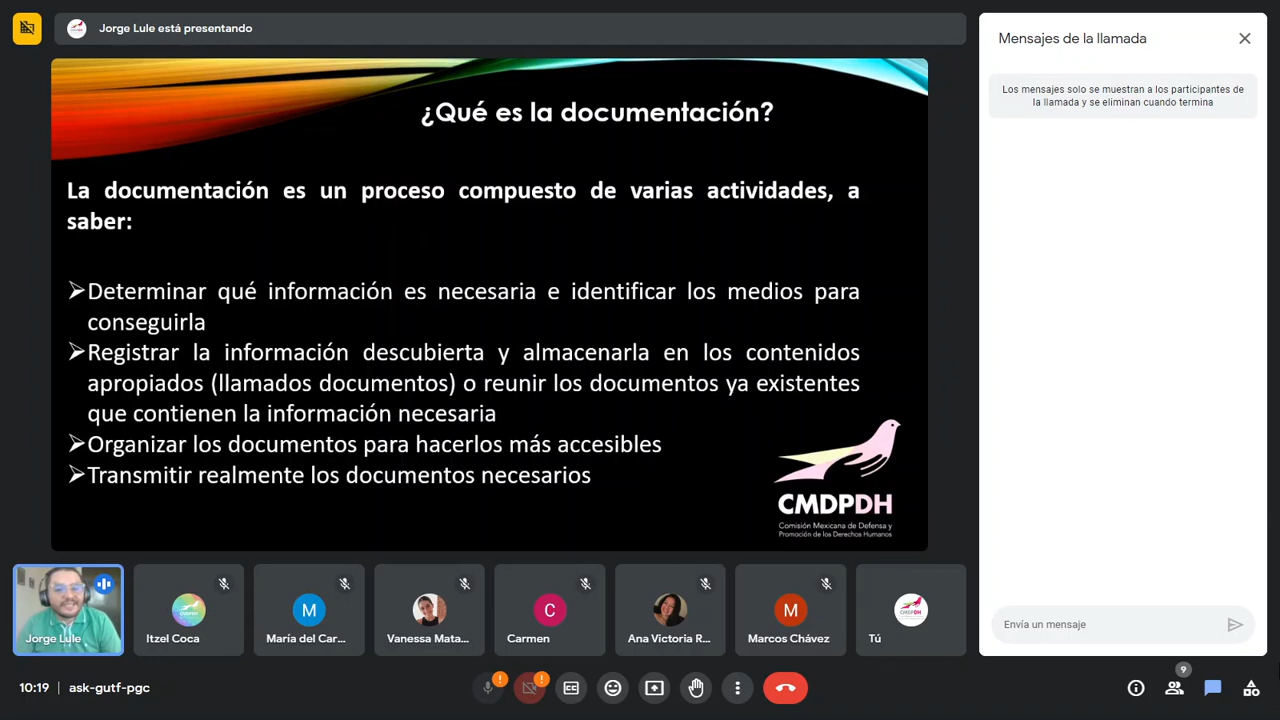 Jorge Lule está presentando
¿Qué es la documentación?
La documentación es un proceso compuesto de varias actividades, a
saber:
➢Determinar qué información es necesaria e identificar los medios para
conseguirla
➢Registrar la información descubierta y almacenarla en los contenidos
apropiados (llamados documentos) o reunir los documentos ya existentes
que contienen la información necesaria
➢Organizar los documentos para hacerlos más accesibles
➢Transmitir realmente los documentos necesarios
CMDPDH
Comisión Mexicana de Defensa y
Promoción de los Derechos Humanos
Mensajes de la llamada
Los mensajes solo se muestran a los participantes de
la llamada y se eliminan cuando termina
Envía un mensaje
Jorge Lule
Itzel Coca
M
María del Car...
Vanessa Mata...
C
Carmen
Ana Victoria R...
M
Marcos Chávez
CMDPDH
Tú
10:19 | ask-gutf-pgc
CC
9